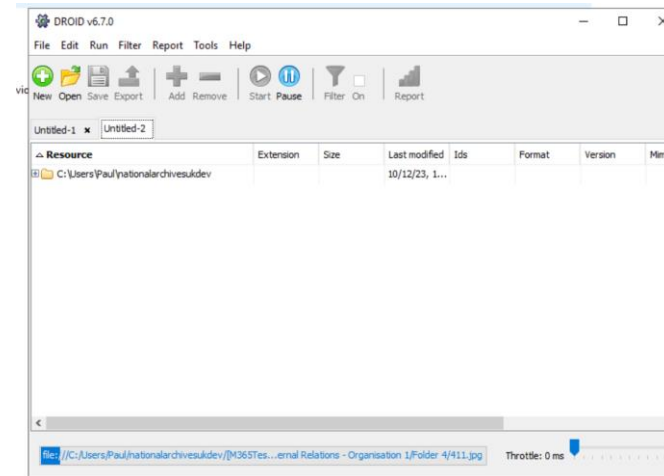 DROID v6.7.0
File Edit Run Filter Report Tools Help
vic
New Open Save Export Add Remove Start Pause Filter On Report
Untitled-1 Untitled-2
Resource Extension Size Last modified Ids Format Version Mim
C:\Users\Paul\nationalarchivesukdev 10/12/23, 1...
file://C:/Users/Paul/nationalarchivesukdev/[M365Tes...ernal Relations - Organisation 1/Folder 4/411.jpg Throttle: 0 ms